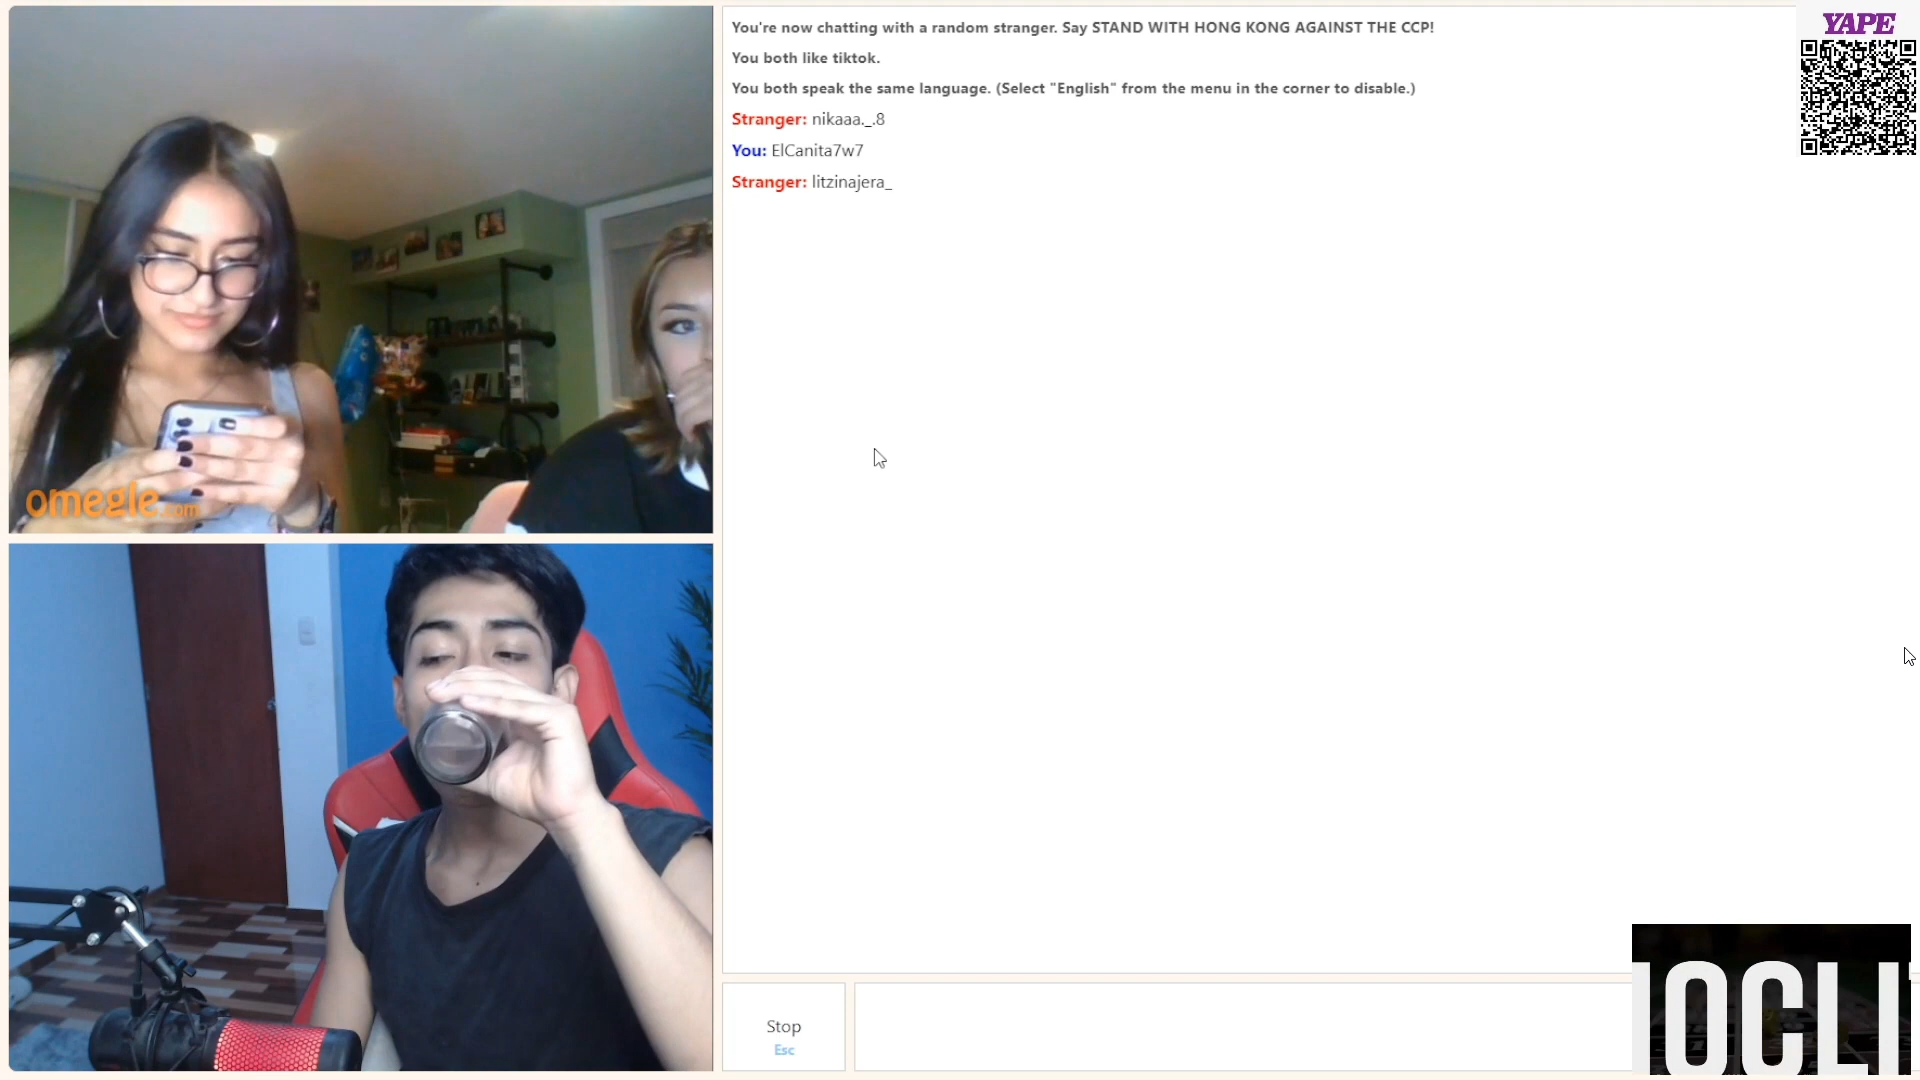 You're now chatting with a random stranger. Say STAND WITH HONG KONG AGAINST THE CCP!
You both like tiktok.
You both speak the same language. (Select "English" from the menu in the corner to disable.)
Stranger: nikaaa._.8
You: ElCanita7w7
Stranger: litzinajera_
YAPE
omegle.com
Stop
Esc
IOCLI